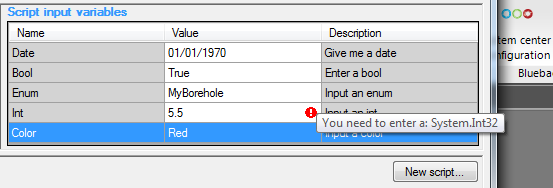 Script input variables
Name Value Description
Date 01/01/1970 Give me a date
Bool True Enter a bool
Enum MyBorehole Input an enum
Int 5.5 Input an int
You need to enter a: System.Int32
Color Red Input a color
New script...
tem center
nfiguration
Blueba